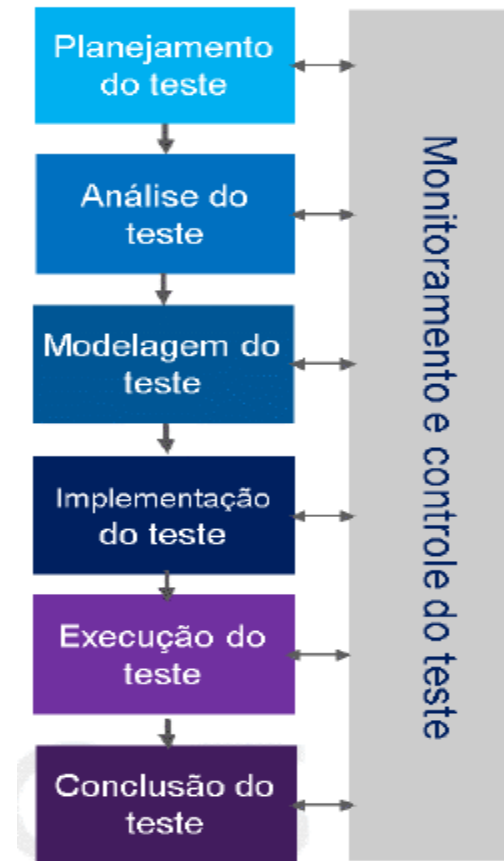 Planejamento
do teste
Análise do
teste
Modelagem do
teste
Implementação
do teste
Execução do
teste
Conclusão do
teste
Monitoramento e controle do teste